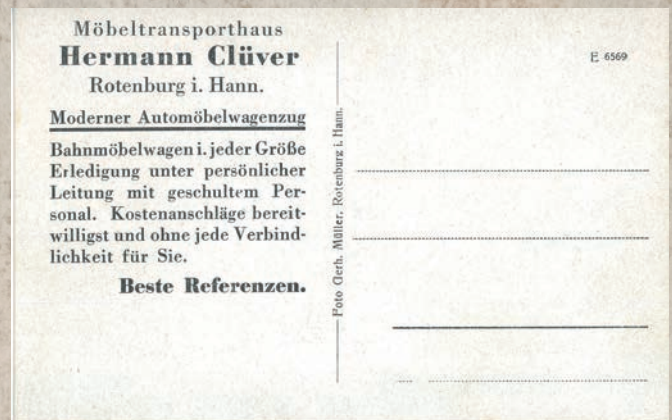 Möbeltransporthaus
Hermann Clüver
Rotenburg i. Hann.
Moderner Automöbelwagenzug
Bahnmöbelwagen i. jeder Größe
Erledigung unter persönlicher
Leitung mit geschultem Per-
sonal. Kostenanschläge bereit-
willigst und ohne jede Verbind-
lichkeit für Sie.
Beste Referenzen.
Foto Gerh. Müller, Rotenburg i. Hann.
E 6569